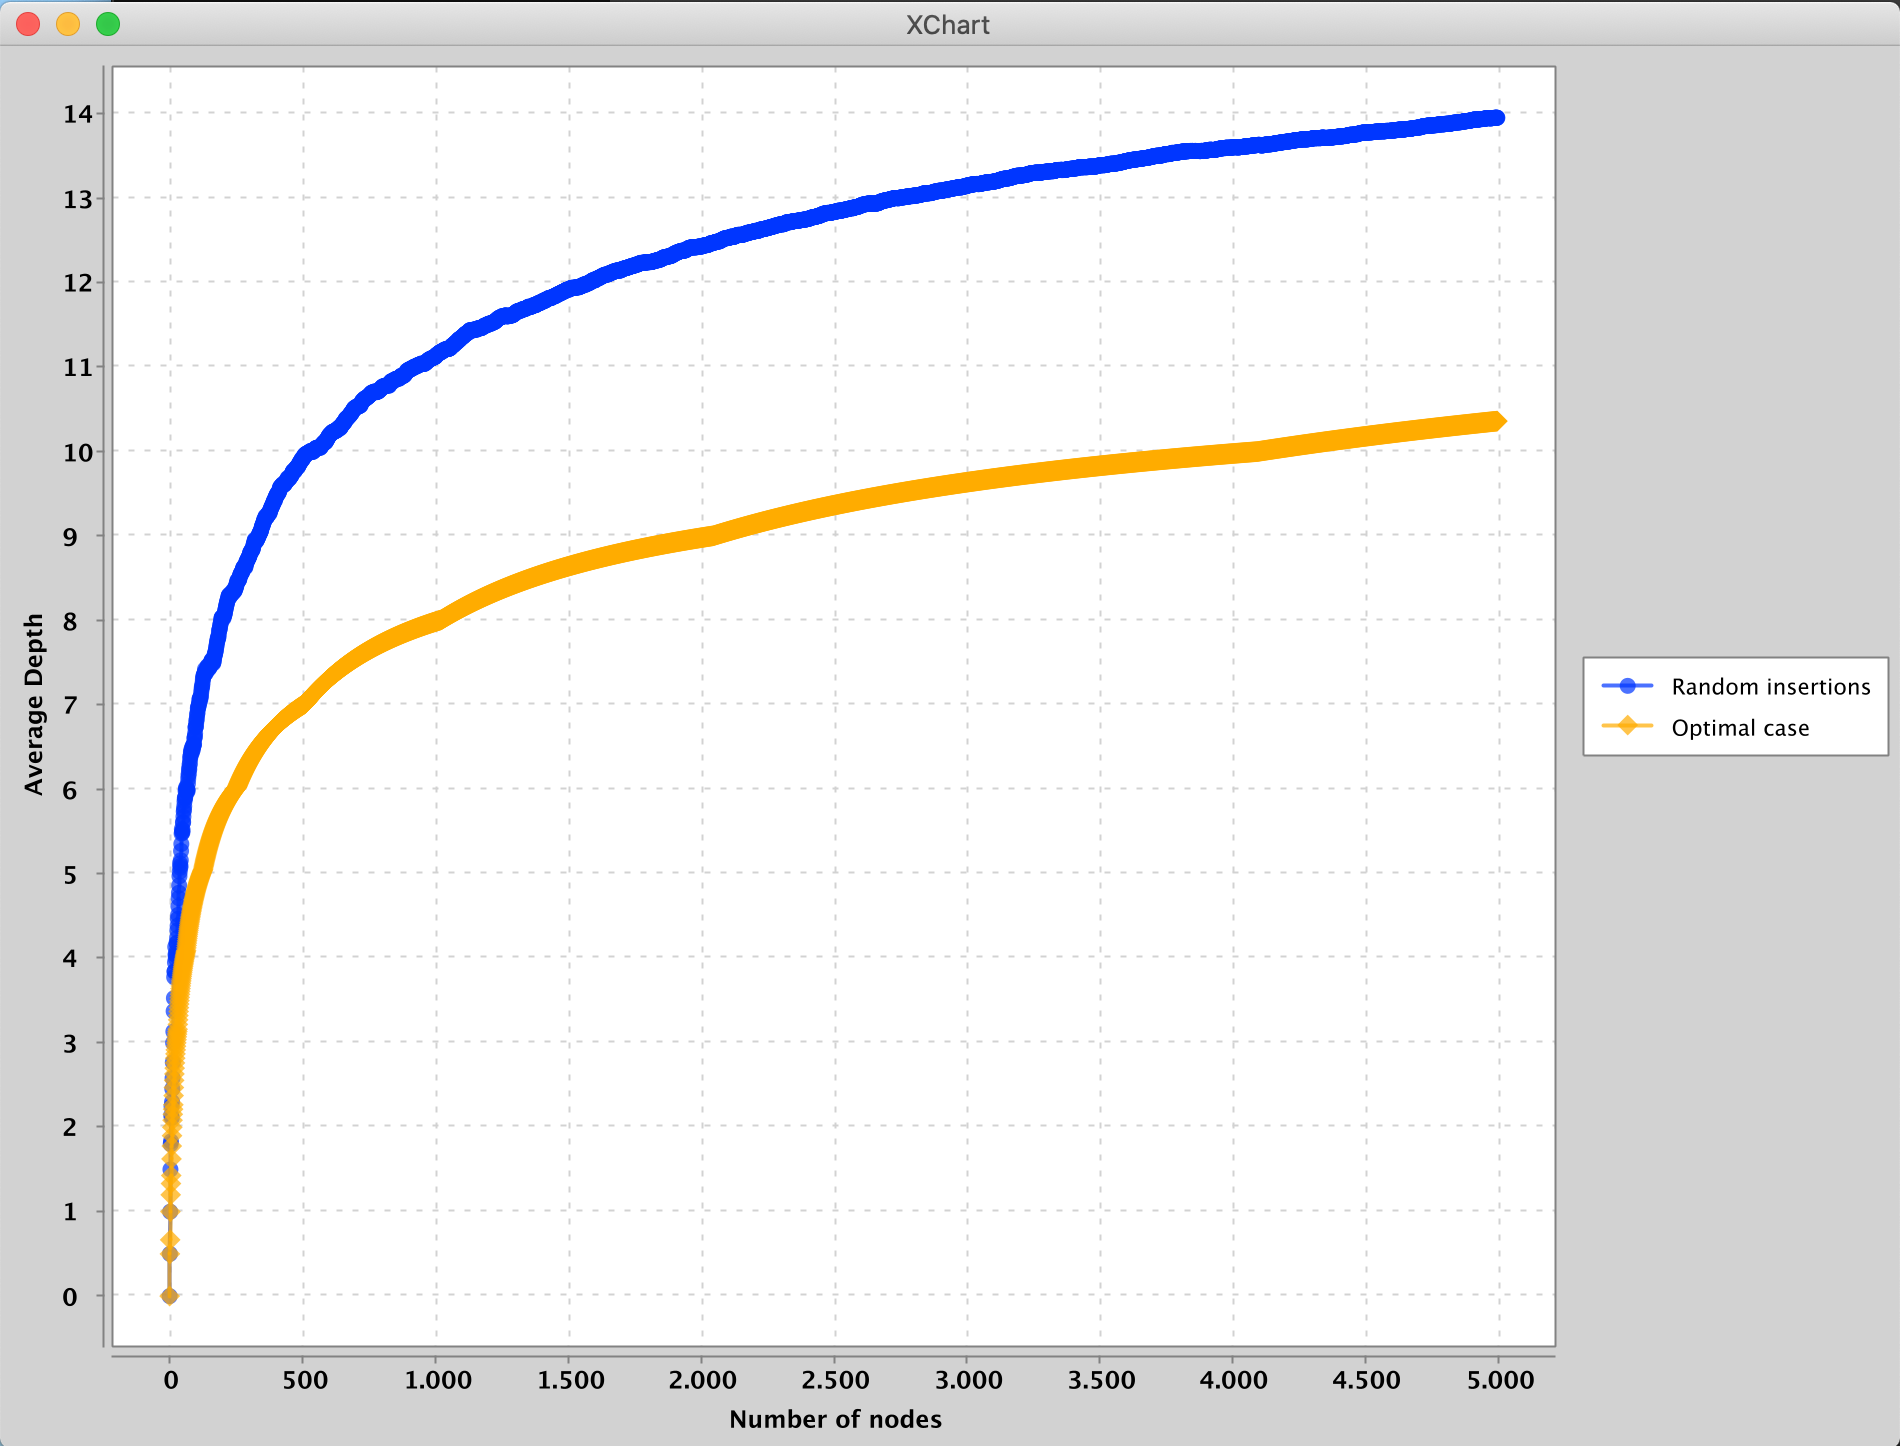 XChart
14
13
12
11
10
9
8
7
6
5
4
3
2
1
0
Average Depth
0 500 1.000 1.500 2.000 2.500 3.000 3.500 4.000 4.500 5.000
Number of nodes
Random insertions
Optimal case